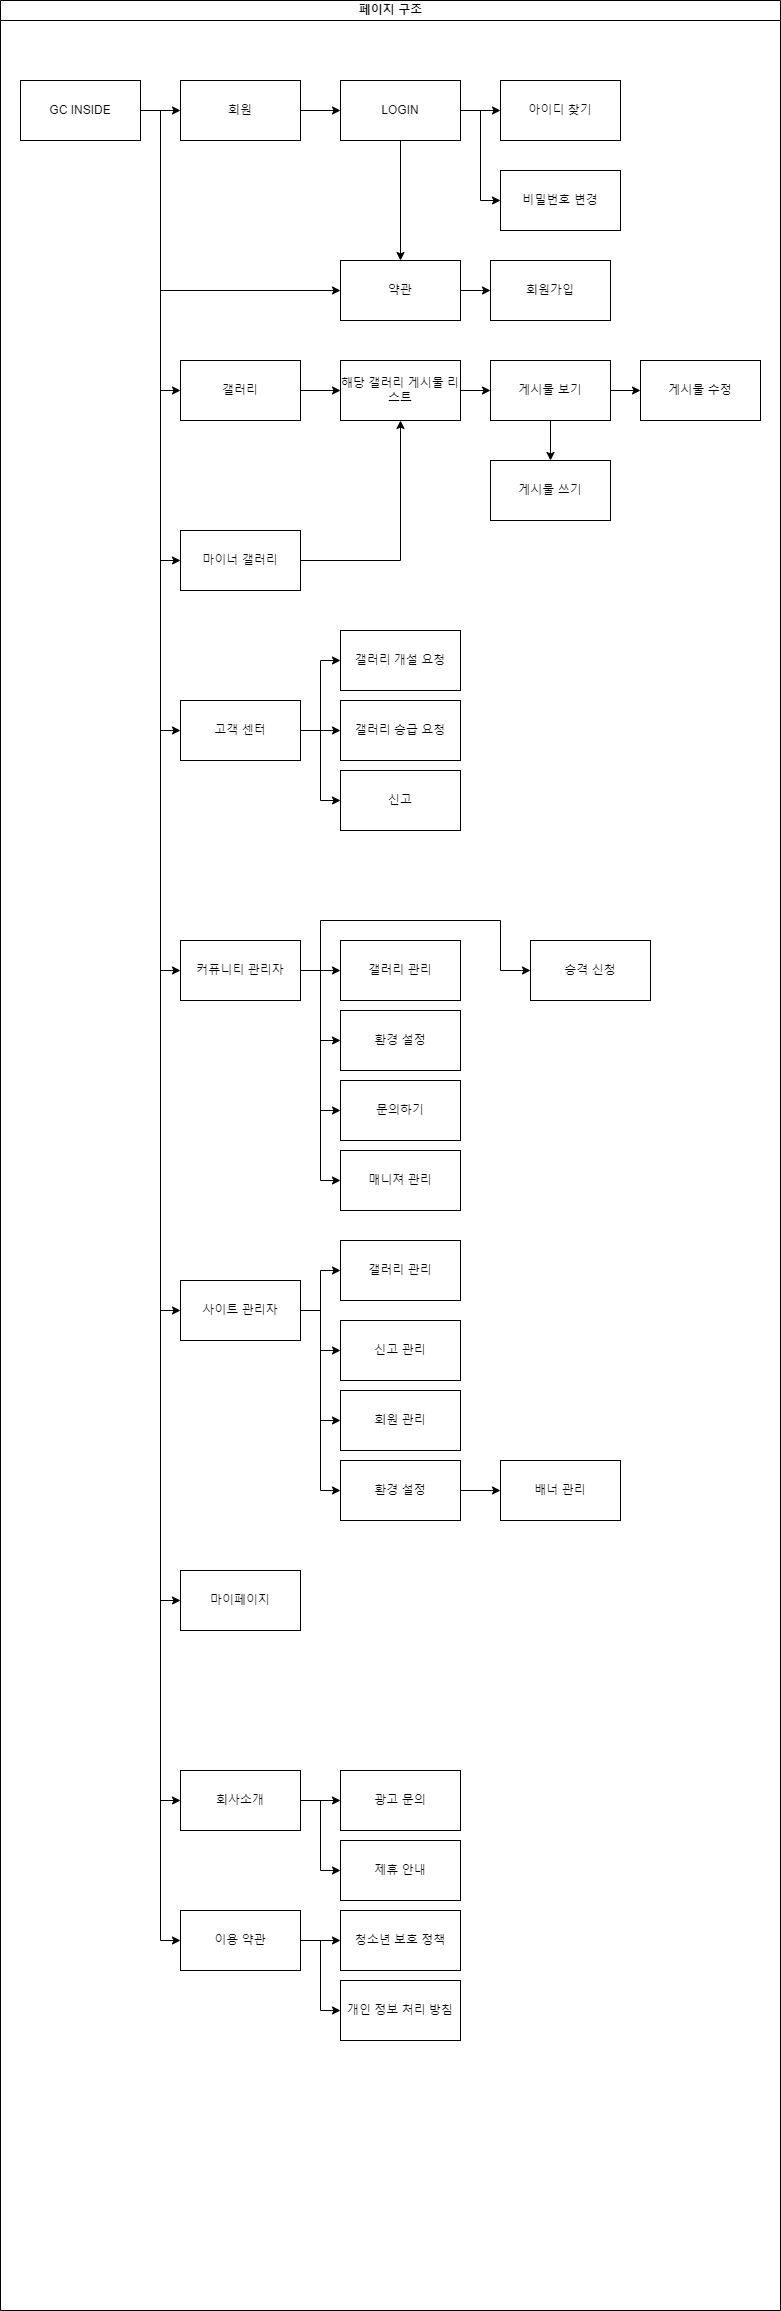 페이지 구조
GC INSIDE
회원
LOGIN
아이디 찾기
비밀번호 변경
약관
회원가입
갤러리
해당 갤러리 게시물 리
스트
게시물 보기
게시물 수정
게시물 쓰기
마이너 갤러리
갤러리 개설 요청
고객 센터
갤러리 승급 요청
신고
커퓨니티 관리자
갤러리 관리
승격 신청
환경 설정
문의하기
매니져 관리
갤러리 관리
사이트 관리자
신고 관리
회원 관리
환경 설정
배너 관리
마이페이지
회사소개
광고 문의
제휴 안내
이용 약관
청소년 보호 정책
개인 정보 처리 방침